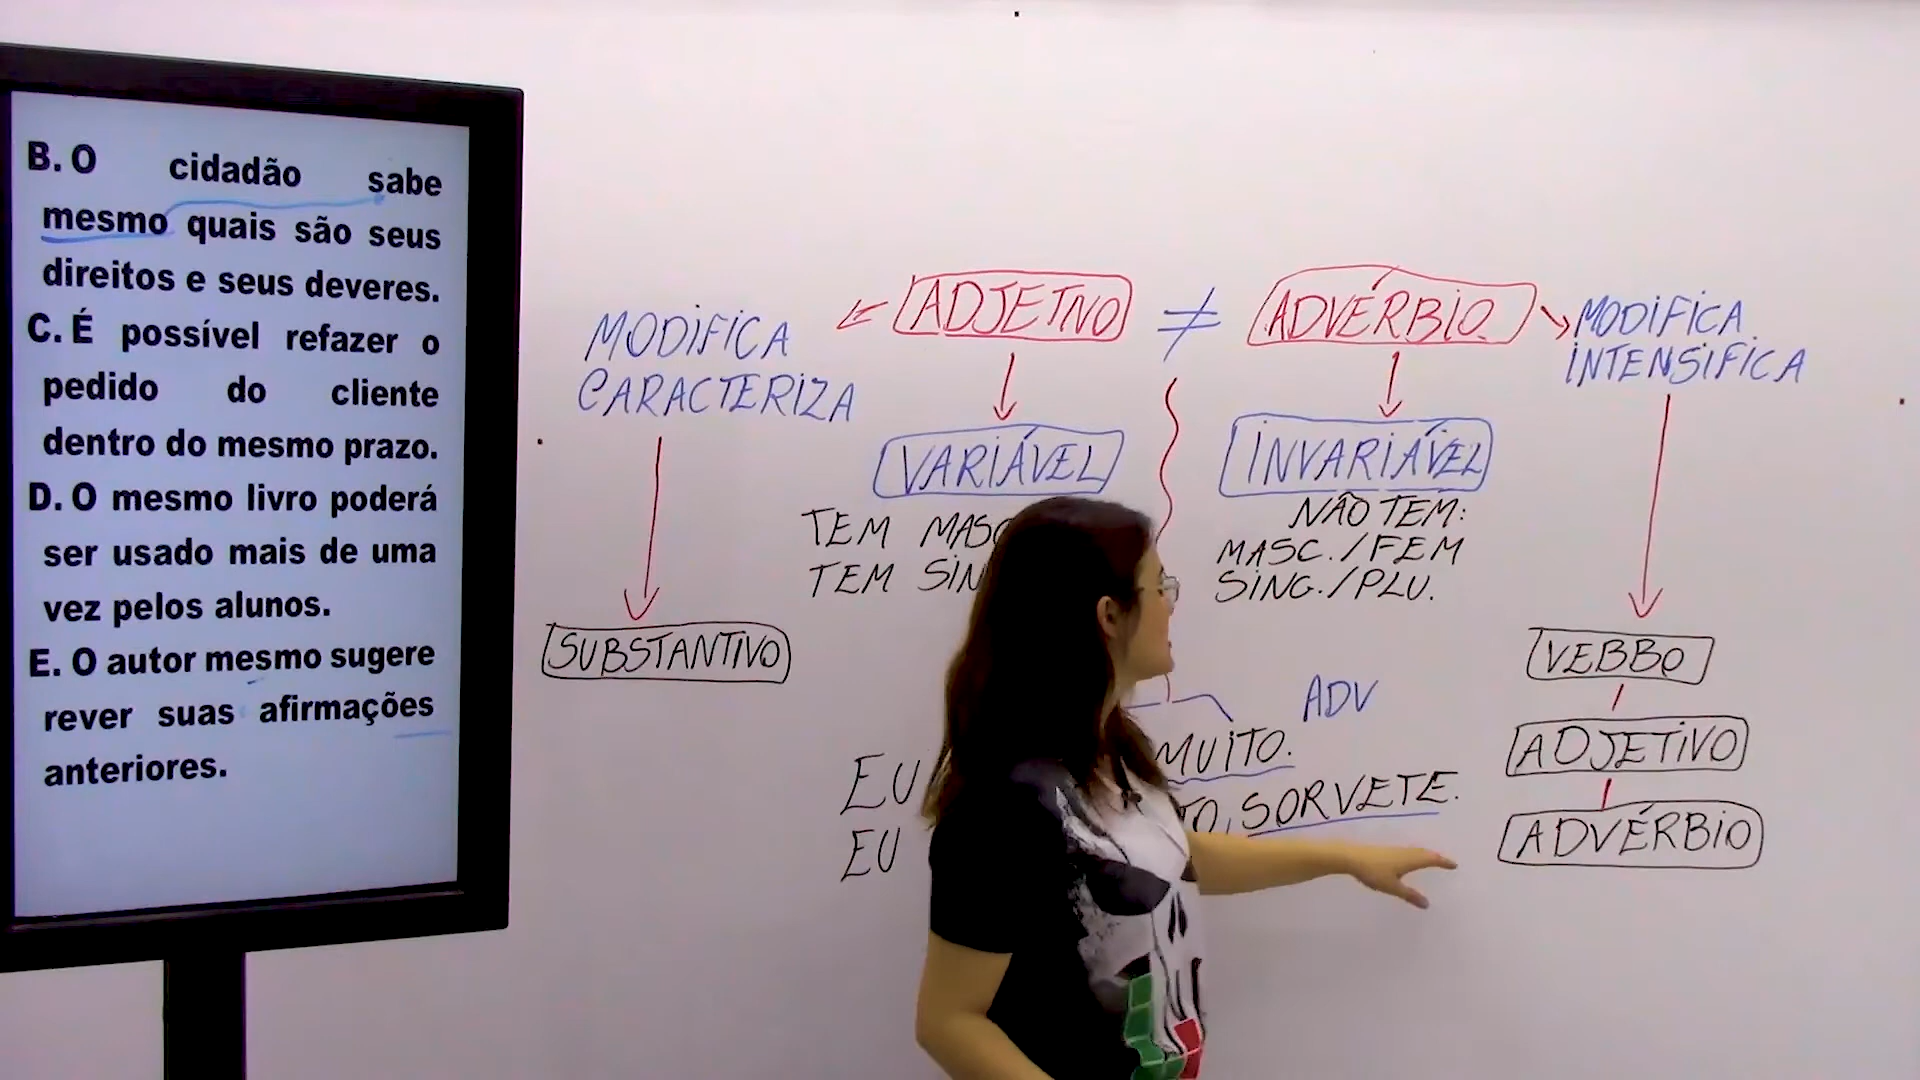 B. O cidadão sabe
mesmo quais são seus
direitos e seus deveres.
C. É possível refazer o
pedido do cliente
dentro do mesmo prazo.
D. O mesmo livro poderá
ser usado mais de uma
vez pelos alunos.
E. O autor mesmo sugere
rever suas afirmações
anteriores.
ADJETIVO ≠ ADVÉRBIO
MODIFICA
CARACTERIZA
MODIFICA
INTENSIFICA
VARIÁVEL
INVARIÁVEL
TEM MASC
TEM SIN
NÃO TEM:
MASC./FEM
SING./PLU.
SUBSTANTIVO
VEBBO
ADJETIVO
ADVÉRBIO
ADV
EU MUITO.
EU TO, SORVETE.